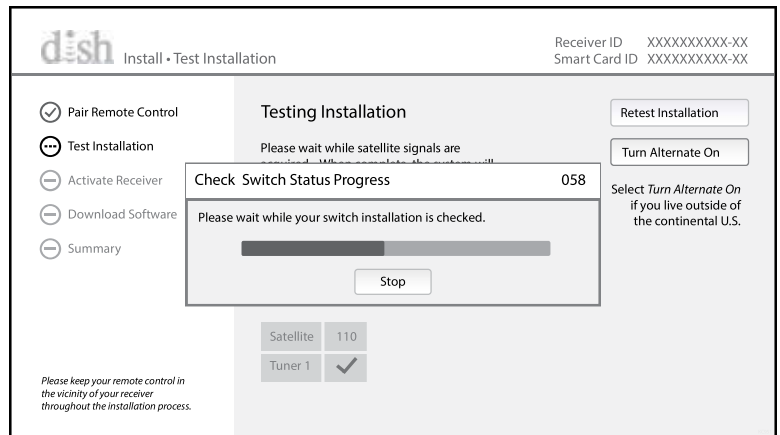 dish Install • Test Installation
Receiver ID XXXXXXXXXX-XX
Smart Card ID XXXXXXXXXX-XX
Pair Remote Control
Test Installation
Activate Receiver
Download Software
Summary
Please keep your remote control in
the vicinity of your receiver
throughout the installation process.
Testing Installation
Please wait while satellite signals are
Check Switch Status Progress 058
Please wait while your switch installation is checked.
Stop
Satellite 110
Tuner 1
Retest Installation
Turn Alternate On
Select Turn Alternate On
if you live outside of
the continental U.S.